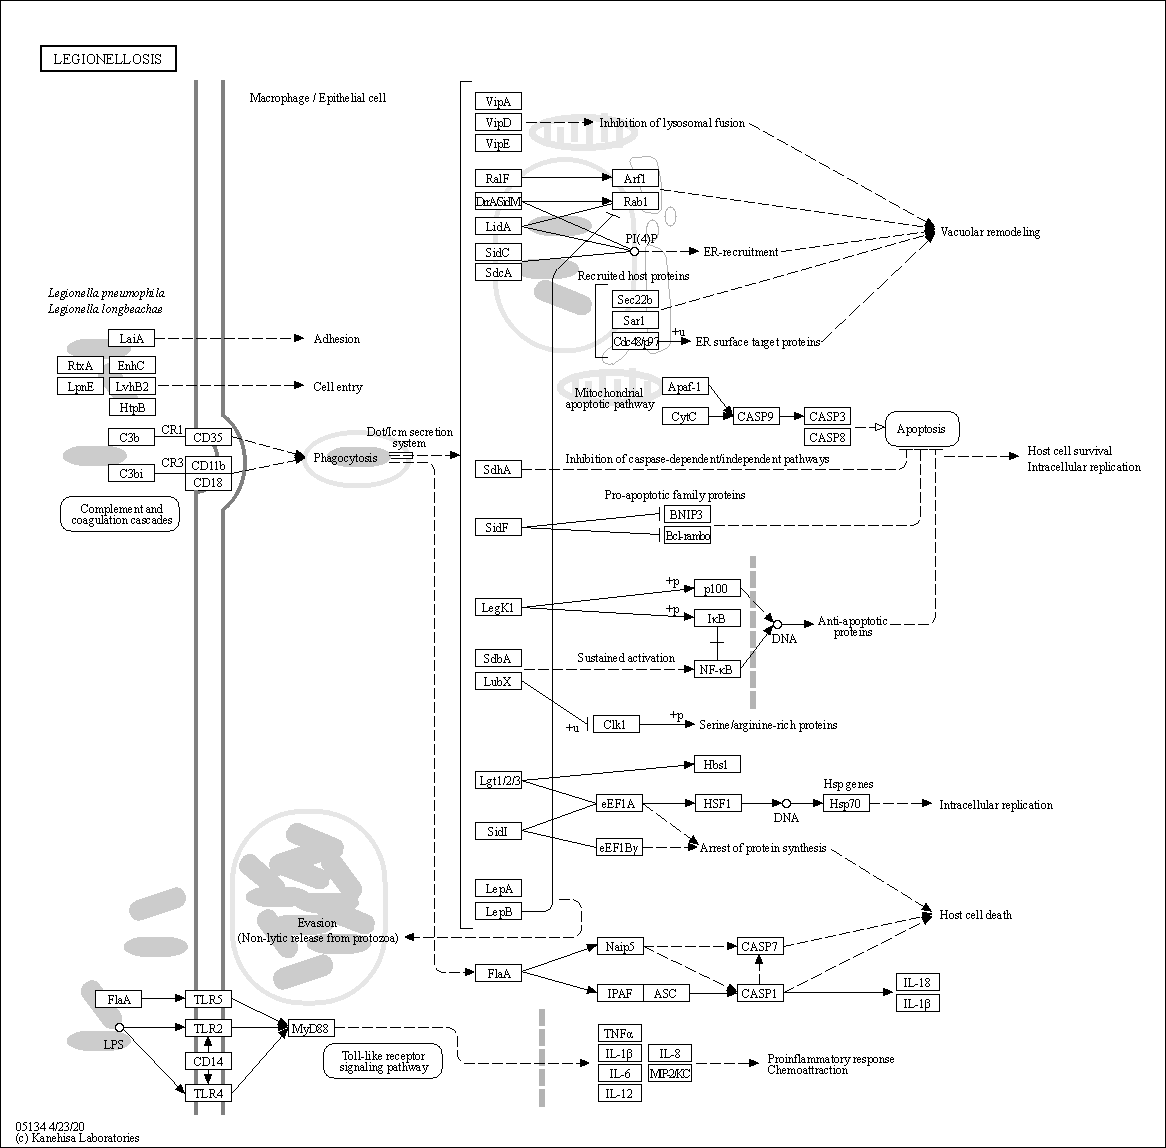 LEGIONELLOSIS
Macrophage / Epithelial cell
VipA
VipD
Inhibition of lysosomal fusion
VipE
RalF
Arf1
DrrA/SidM
Rab1
LidA
PI(4)P
Vacuolar remodeling
SidC
ER-recruitment
SdcA
Recruited host proteins
Sec22b
Sar1
+u
Cdc48/p97
ER surface target proteins
Legionella pneumophila
Legionella longbeachae
LaiA
Adhesion
RtxA
EnhC
LpnE
LvhB2
Cell entry
HtpB
Mitochondrial
apoptotic pathway
Apaf-1
CytC
CASP9
CASP3
CASP8
Apoptosis
C3b
CR1
CD35
Dot/Icm secretion
system
Phagocytosis
C3bi
CR3
CD11b
CD18
SdhA
Inhibition of caspase-dependent/independent pathways
Host cell survival
Intracellular replication
Complement and
coagulation cascades
Pro-apoptotic family proteins
SidF
BNIP3
Bcl-rambo
LegK1
+p
p100
+p
IκB
DNA
Anti-apoptotic
proteins
SdbA
Sustained activation
NF-κB
LubX
+u
Clk1
+p
Serine/arginine-rich proteins
Lgt1/2/3
Hbs1
Hsp genes
eEF1A
HSF1
DNA
Hsp70
Intracellular replication
SidI
eEF1Bγ
Arrest of protein synthesis
LepA
LepB
Host cell death
Evasion
(Non-lytic release from protozoa)
Naip5
CASP7
FlaA
IPAF
ASC
CASP1
IL-18
IL-1β
FlaA
TLR5
LPS
TLR2
MyD88
CD14
TLR4
Toll-like receptor
signaling pathway
TNFα
IL-1β
IL-8
IL-6
MIP2/KC
IL-12
Proinflammatory response
Chemoattraction
05134 4/23/20
(c) Kanehisa Laboratories